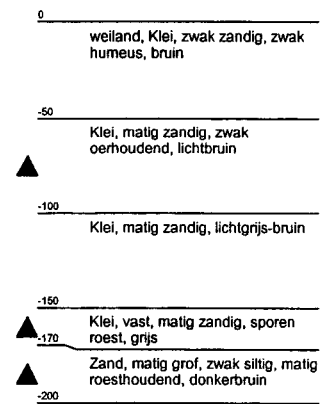 0
weiland, Klei, zwak zandig, zwak
humeus, bruin
-50
Klei, matig zandig, zwak
oerhoudend, lichtbruin
-100
Klei, matig zandig, lichtgrijs-bruin
-150
Klei, vast, matig zandig, sporen
roest, grijs
-170
Zand, matig grof, zwak siltig, matig
roesthoudend, donkerbruin
-200